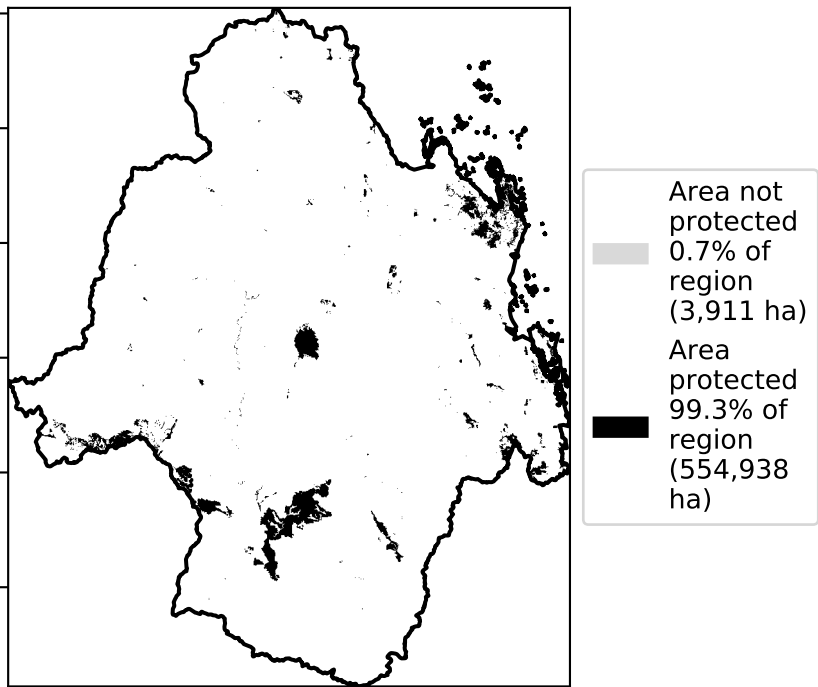 Area not
protected
0.7% of
region
(3,911 ha)
Area
protected
99.3% of
region
(554,938
ha)